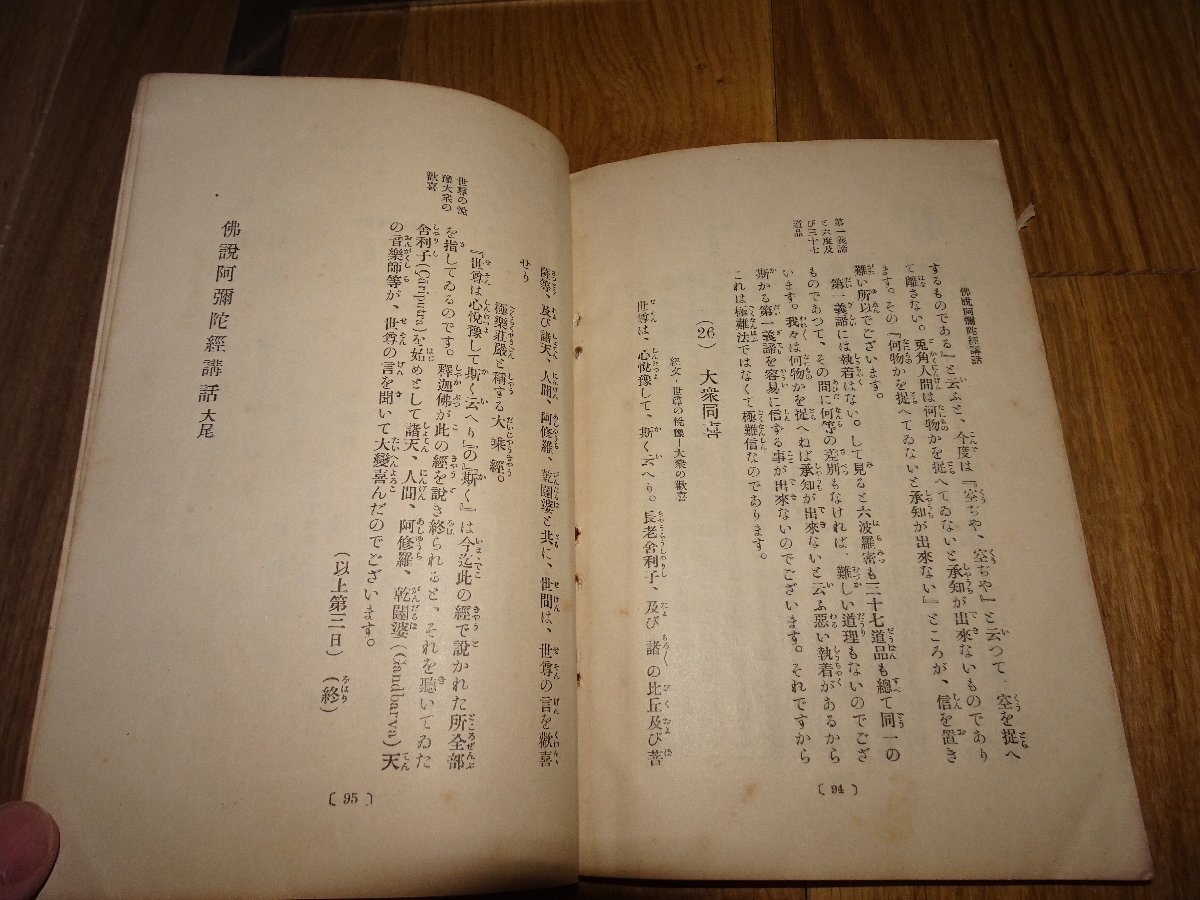 佛說阿彌陀經講話
するものである』と云ふと、今度は『空ぢや、空ぢや』と云つて、空を捉へ
て離さない。兎角人間は何物かを捉へてゐないと承知が出來ないものであり
ます。その『何物かを捉へてゐないと承知が出來ない』ところが、信を置き
難い所以でございます。
第一義諦
と六度及
び三十七
道品
第一義諦には執着はない。して見ると六波羅密も三十七道品も總て同一の
ものであつて、その間に何等の差別もなければ、難しい道理もないのでござ
います。我々は何物かを捉へねば承知が出來ないと云ふ惡い執着があるから
斯かる第一義諦を容易に信ずる事が出來ないのでございます。それですから
これは極難法ではなくて極難信なのであります。
(26) 大衆同喜
經文・世尊の悅豫・大衆の歡喜
世尊は、心悅豫して、斯く云へり。長老舍利子、及び諸の比丘及び菩
〔 94 〕
薩等、及び諸天、人間、阿修羅、乾闥婆と共に、世間は、世尊の言を歡喜
せり
極樂莊嚴と稱する大乘經。
世尊の悅
豫大衆の
歡喜
『世尊は心悅豫して斯く云へり』の『斯く』は今迄此の經で說かれた所全部
を指してゐるのです。釋迦佛が此の經を說き終られると、それを聽いてゐた
舍利子(Çāriputra)を始めとして諸天、人間、阿修羅、乾闥婆(Gandharva)天
の音樂師等が、世尊の言を聞いて大變喜んだのでございます。
(以上第三日) (終)
佛說阿彌陀經講話 大尾
〔 95 〕